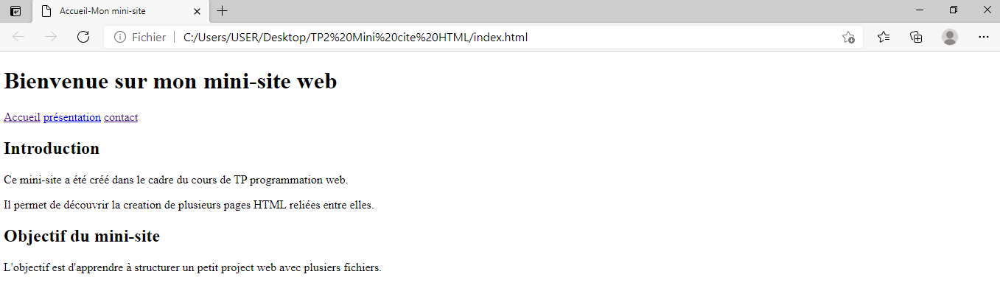 Accueil-Mon mini-site
Fichier C:/Users/USER/Desktop/TP2%20Mini%20cite%20HTML/index.html
Bienvenue sur mon mini-site web
Accueil présentation contact
Introduction
Ce mini-site a été créé dans le cadre du cours de TP programmation web.
Il permet de découvrir la creation de plusieurs pages HTML reliées entre elles.
Objectif du mini-site
L'objectif est d'apprendre à structurer un petit project web avec plusiers fichiers.